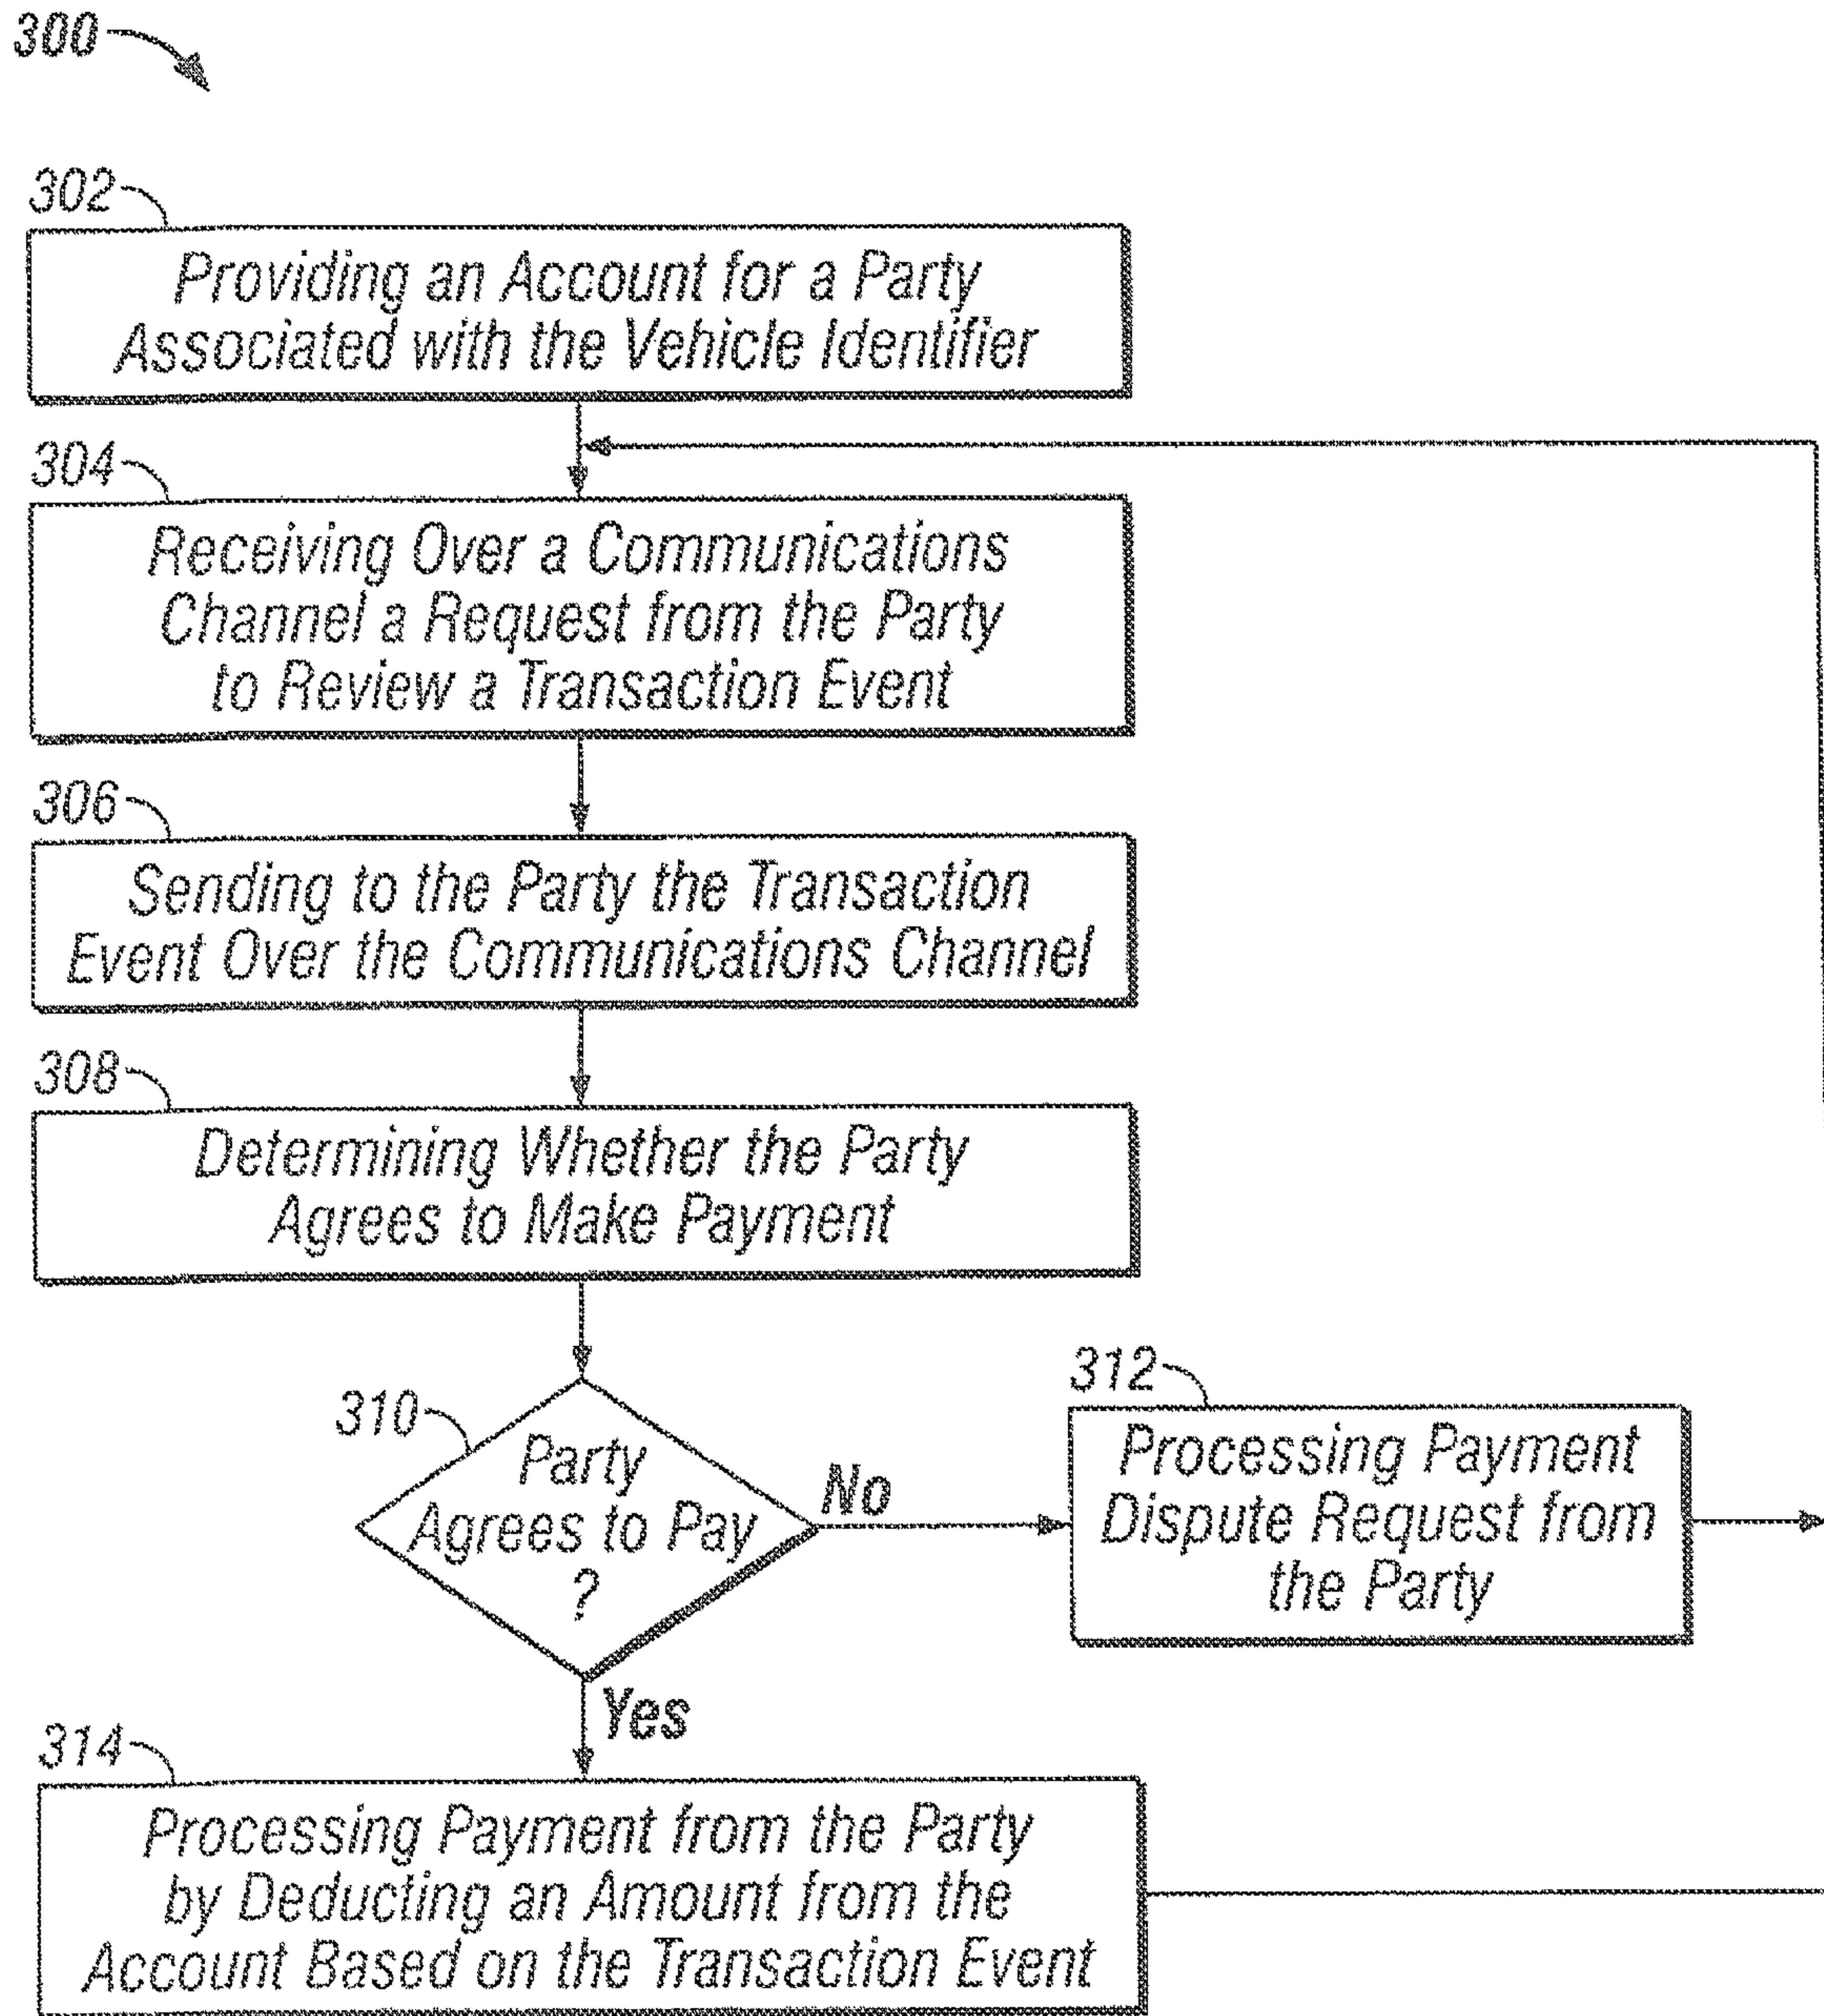 300
302
Providing an Account for a Party
Associated with the Vehicle Identifier
304
Receiving Over a Communications
Channel a Request from the Party
to Review a Transaction Event
306
Sending to the Party the Transaction
Event Over the Communications Channel
308
Determining Whether the Party
Agrees to Make Payment
310
Party
Agrees to Pay
?
No
312
Processing Payment
Dispute Request from
the Party
Yes
314
Processing Payment from the Party
by Deducting an Amount from the
Account Based on the Transaction Event